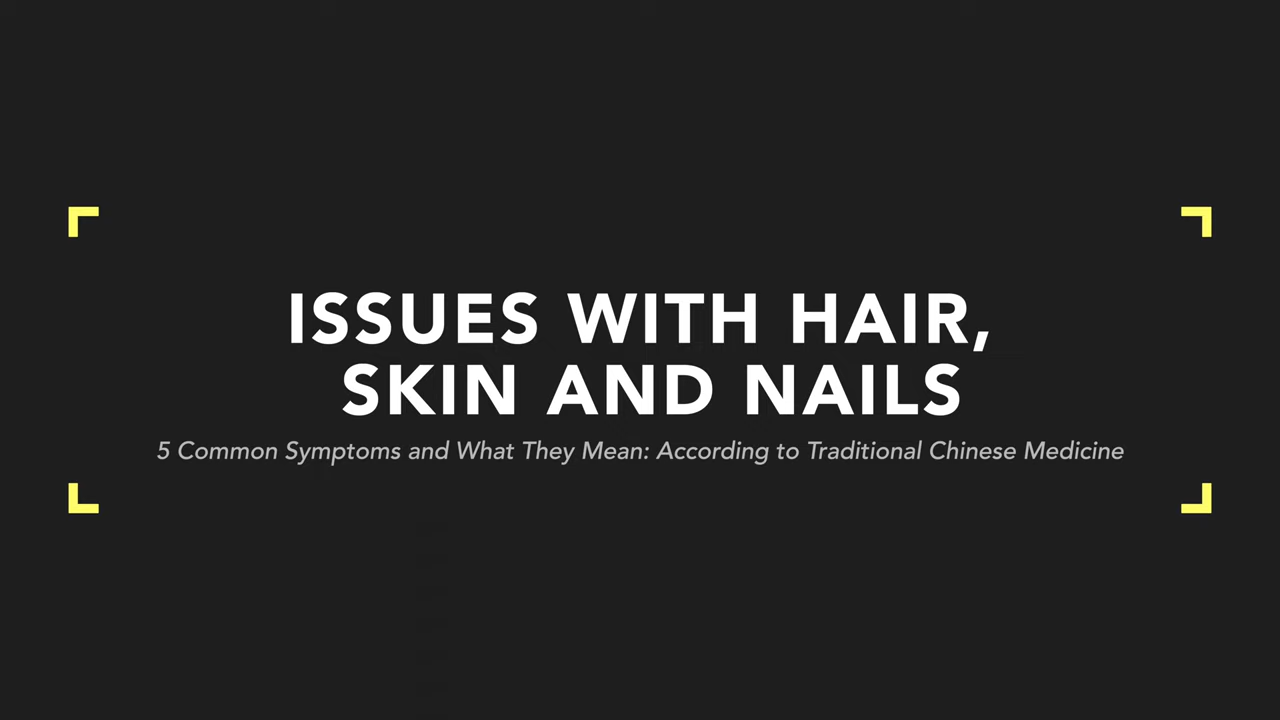 ISSUES WITH HAIR,
SKIN AND NAILS
5 Common Symptoms and What They Mean: According to Traditional Chinese Medicine